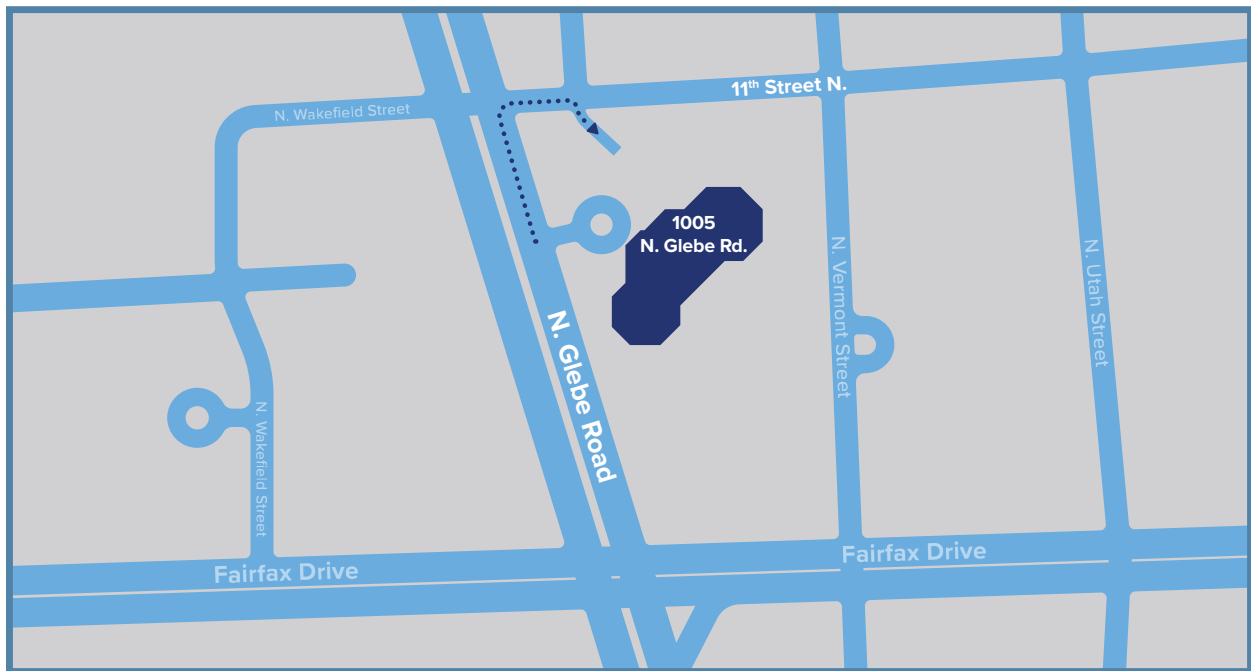 11th Street N.
N. Wakefield Street
1005
N. Glebe Rd.
N. Vermont Street
N. Utah Street
N. Glebe Road
N. Wakefield Street
Fairfax Drive
Fairfax Drive